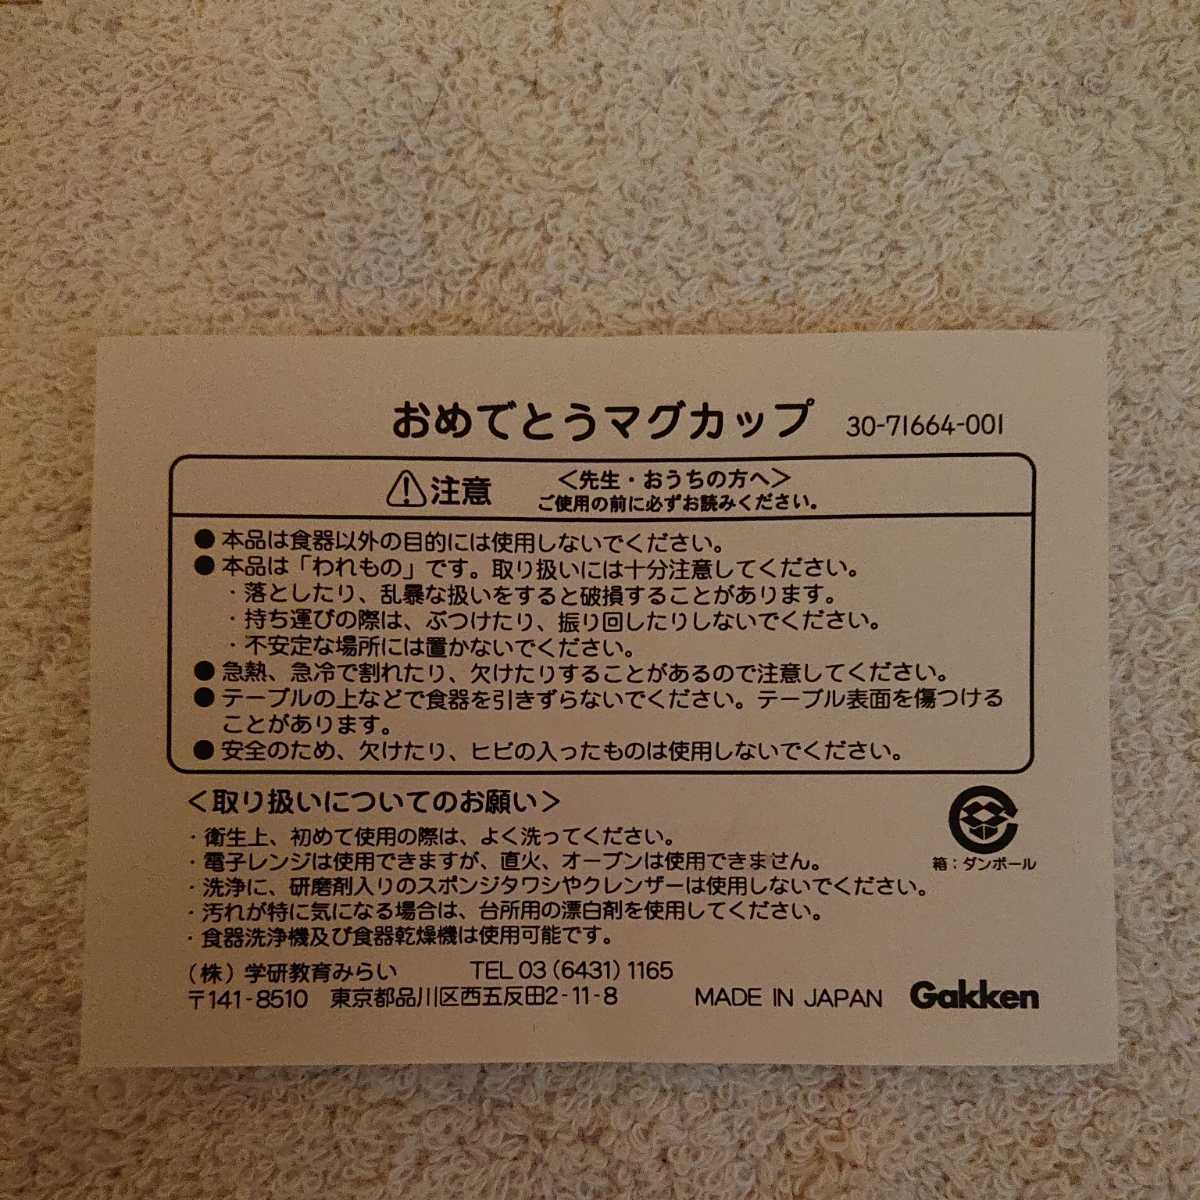 おめでとうマグカップ 30-71664-001
注意 ＜先生・おうちの方へ＞
ご使用の前に必ずお読みください。
● 本品は食器以外の目的には使用しないでください。
● 本品は「われもの」です。取り扱いには十分注意してください。
・落としたり、乱暴な扱いをすると破損することがあります。
・持ち運びの際は、ぶつけたり、振り回したりしないでください。
・不安定な場所には置かないでください。
● 急熱、急冷で割れたり、欠けたりすることがあるので注意してください。
● テーブルの上などで食器を引きずらないでください。テーブル表面を傷つける
ことがあります。
● 安全のため、欠けたり、ヒビの入ったものは使用しないでください。
＜取り扱いについてのお願い＞
・衛生上、初めて使用の際は、よく洗ってください。
・電子レンジは使用できますが、直火、オーブンは使用できません。
・洗浄に、研磨剤入りのスポンジタワシやクレンザーは使用しないでください。
・汚れが特に気になる場合は、台所用の漂白剤を使用してください。
・食器洗浄機及び食器乾燥機は使用可能です。
箱：ダンボール
（株）学研教育みらい TEL 03（6431）1165
〒141-8510 東京都品川区西五反田2-11-8 MADE IN JAPAN Gakken